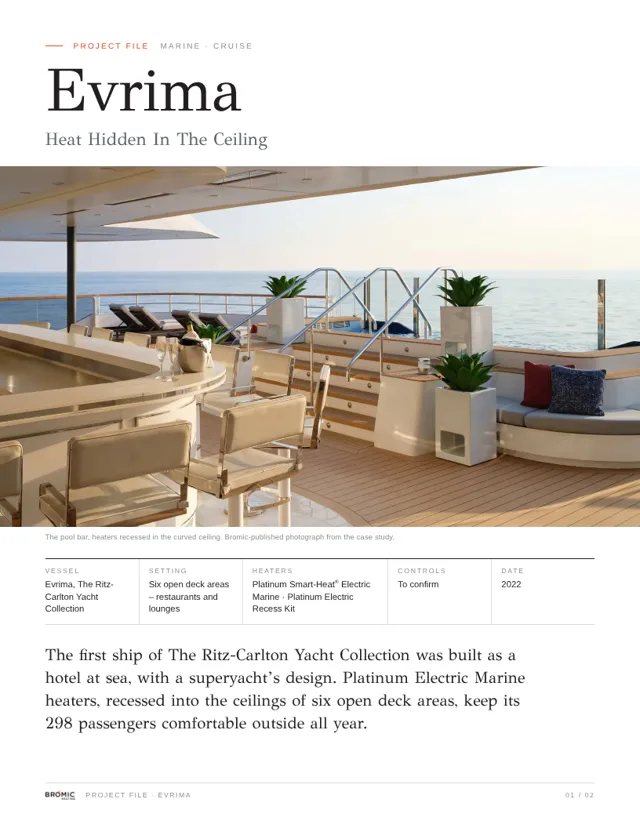 PROJECT FILE MARINE · CRUISE
Evrima
Heat Hidden In The Ceiling
The pool bar, heaters recessed in the curved ceiling. Bromic-published photograph from the case study.
VESSEL
Evrima, The Ritz-
Carlton Yacht
Collection
SETTING
Six open deck areas
– restaurants and
lounges
HEATERS
Platinum Smart-Heat® Electric
Marine · Platinum Electric
Recess Kit
CONTROLS
To confirm
DATE
2022
The first ship of The Ritz-Carlton Yacht Collection was built as a
hotel at sea, with a superyacht's design. Platinum Electric Marine
heaters, recessed into the ceilings of six open deck areas, keep its
298 passengers comfortable outside all year.
BROMIC
HEATING
PROJECT FILE · EVRIMA
01 / 02